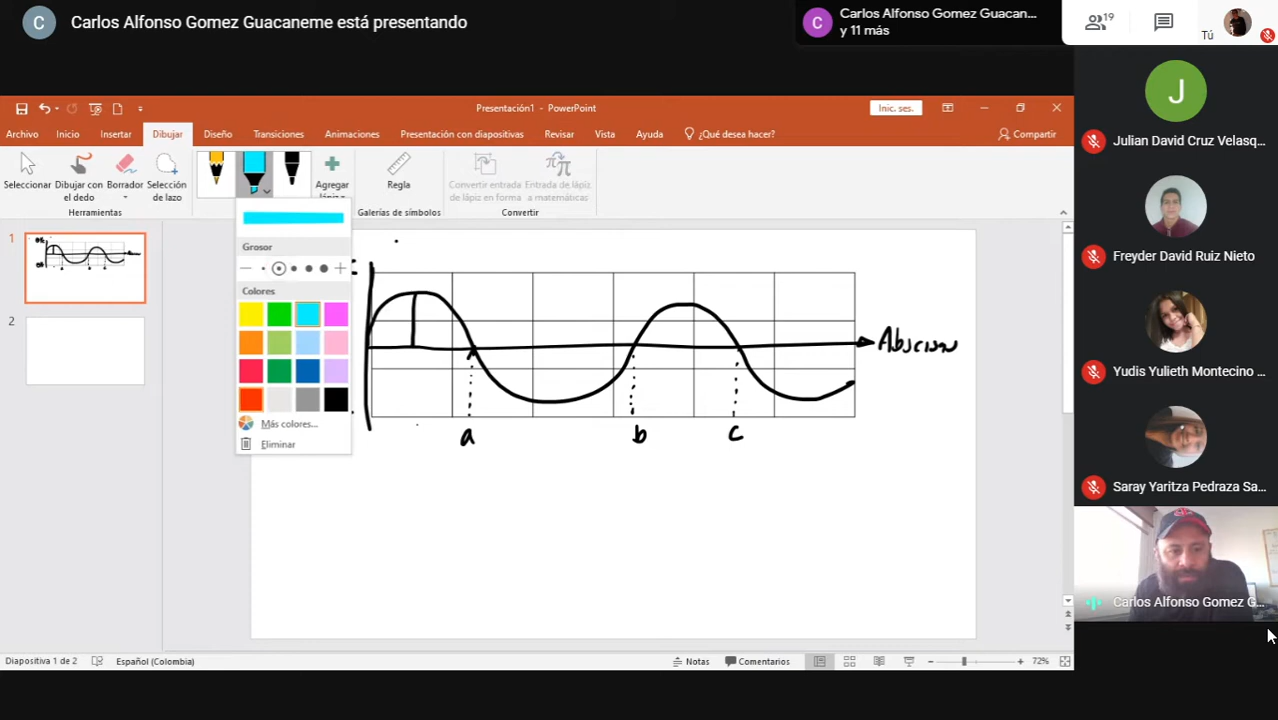 C Carlos Alfonso Gomez Guacaneme está presentando
C Carlos Alfonso Gomez Guacan...
y 11 más
19
Tú
Presentación1 - PowerPoint
Inic. ses.
Archivo Inicio Insertar Dibujar Diseño Transiciones Animaciones Presentación con diapositivas Revisar Vista Ayuda ¿Qué desea hacer? Compartir
Seleccionar
Dibujar con el dedo
Borrador
Selección de lazo
Agregar
Regla
Convertir entrada de lápiz en forma
Entrada de lápiz a matemáticas
Herramientas
Galerías de símbolos
Convertir
Grosor
Colores
Más colores...
Eliminar
1
2
Abscisas
a b c
J
Julian David Cruz Velasq...
Freyder David Ruiz Nieto
Yudis Yulieth Montecino ...
Saray Yaritza Pedraza Sa...
Carlos Alfonso Gomez G...
Diapositiva 1 de 2 Español (Colombia) Notas Comentarios 72%